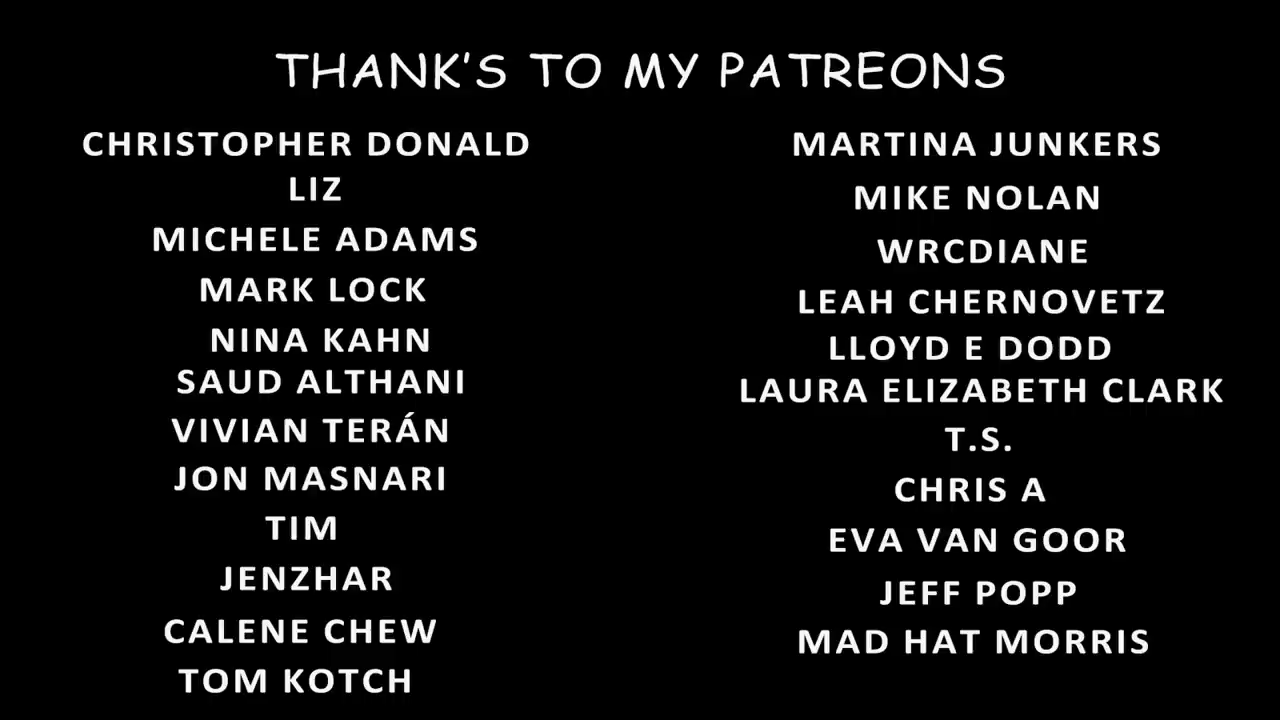 THANK'S TO MY PATREONS
CHRISTOPHER DONALD
LIZ
MICHELE ADAMS
MARK LOCK
NINA KAHN
SAUD ALTHANI
VIVIAN TERÁN
JON MASNARI
TIM
JENZHAR
CALENE CHEW
TOM KOTCH
MARTINA JUNKERS
MIKE NOLAN
WRCDIANE
LEAH CHERNOVETZ
LLOYD E DODD
LAURA ELIZABETH CLARK
T.S.
CHRIS A
EVA VAN GOOR
JEFF POPP
MAD HAT MORRIS